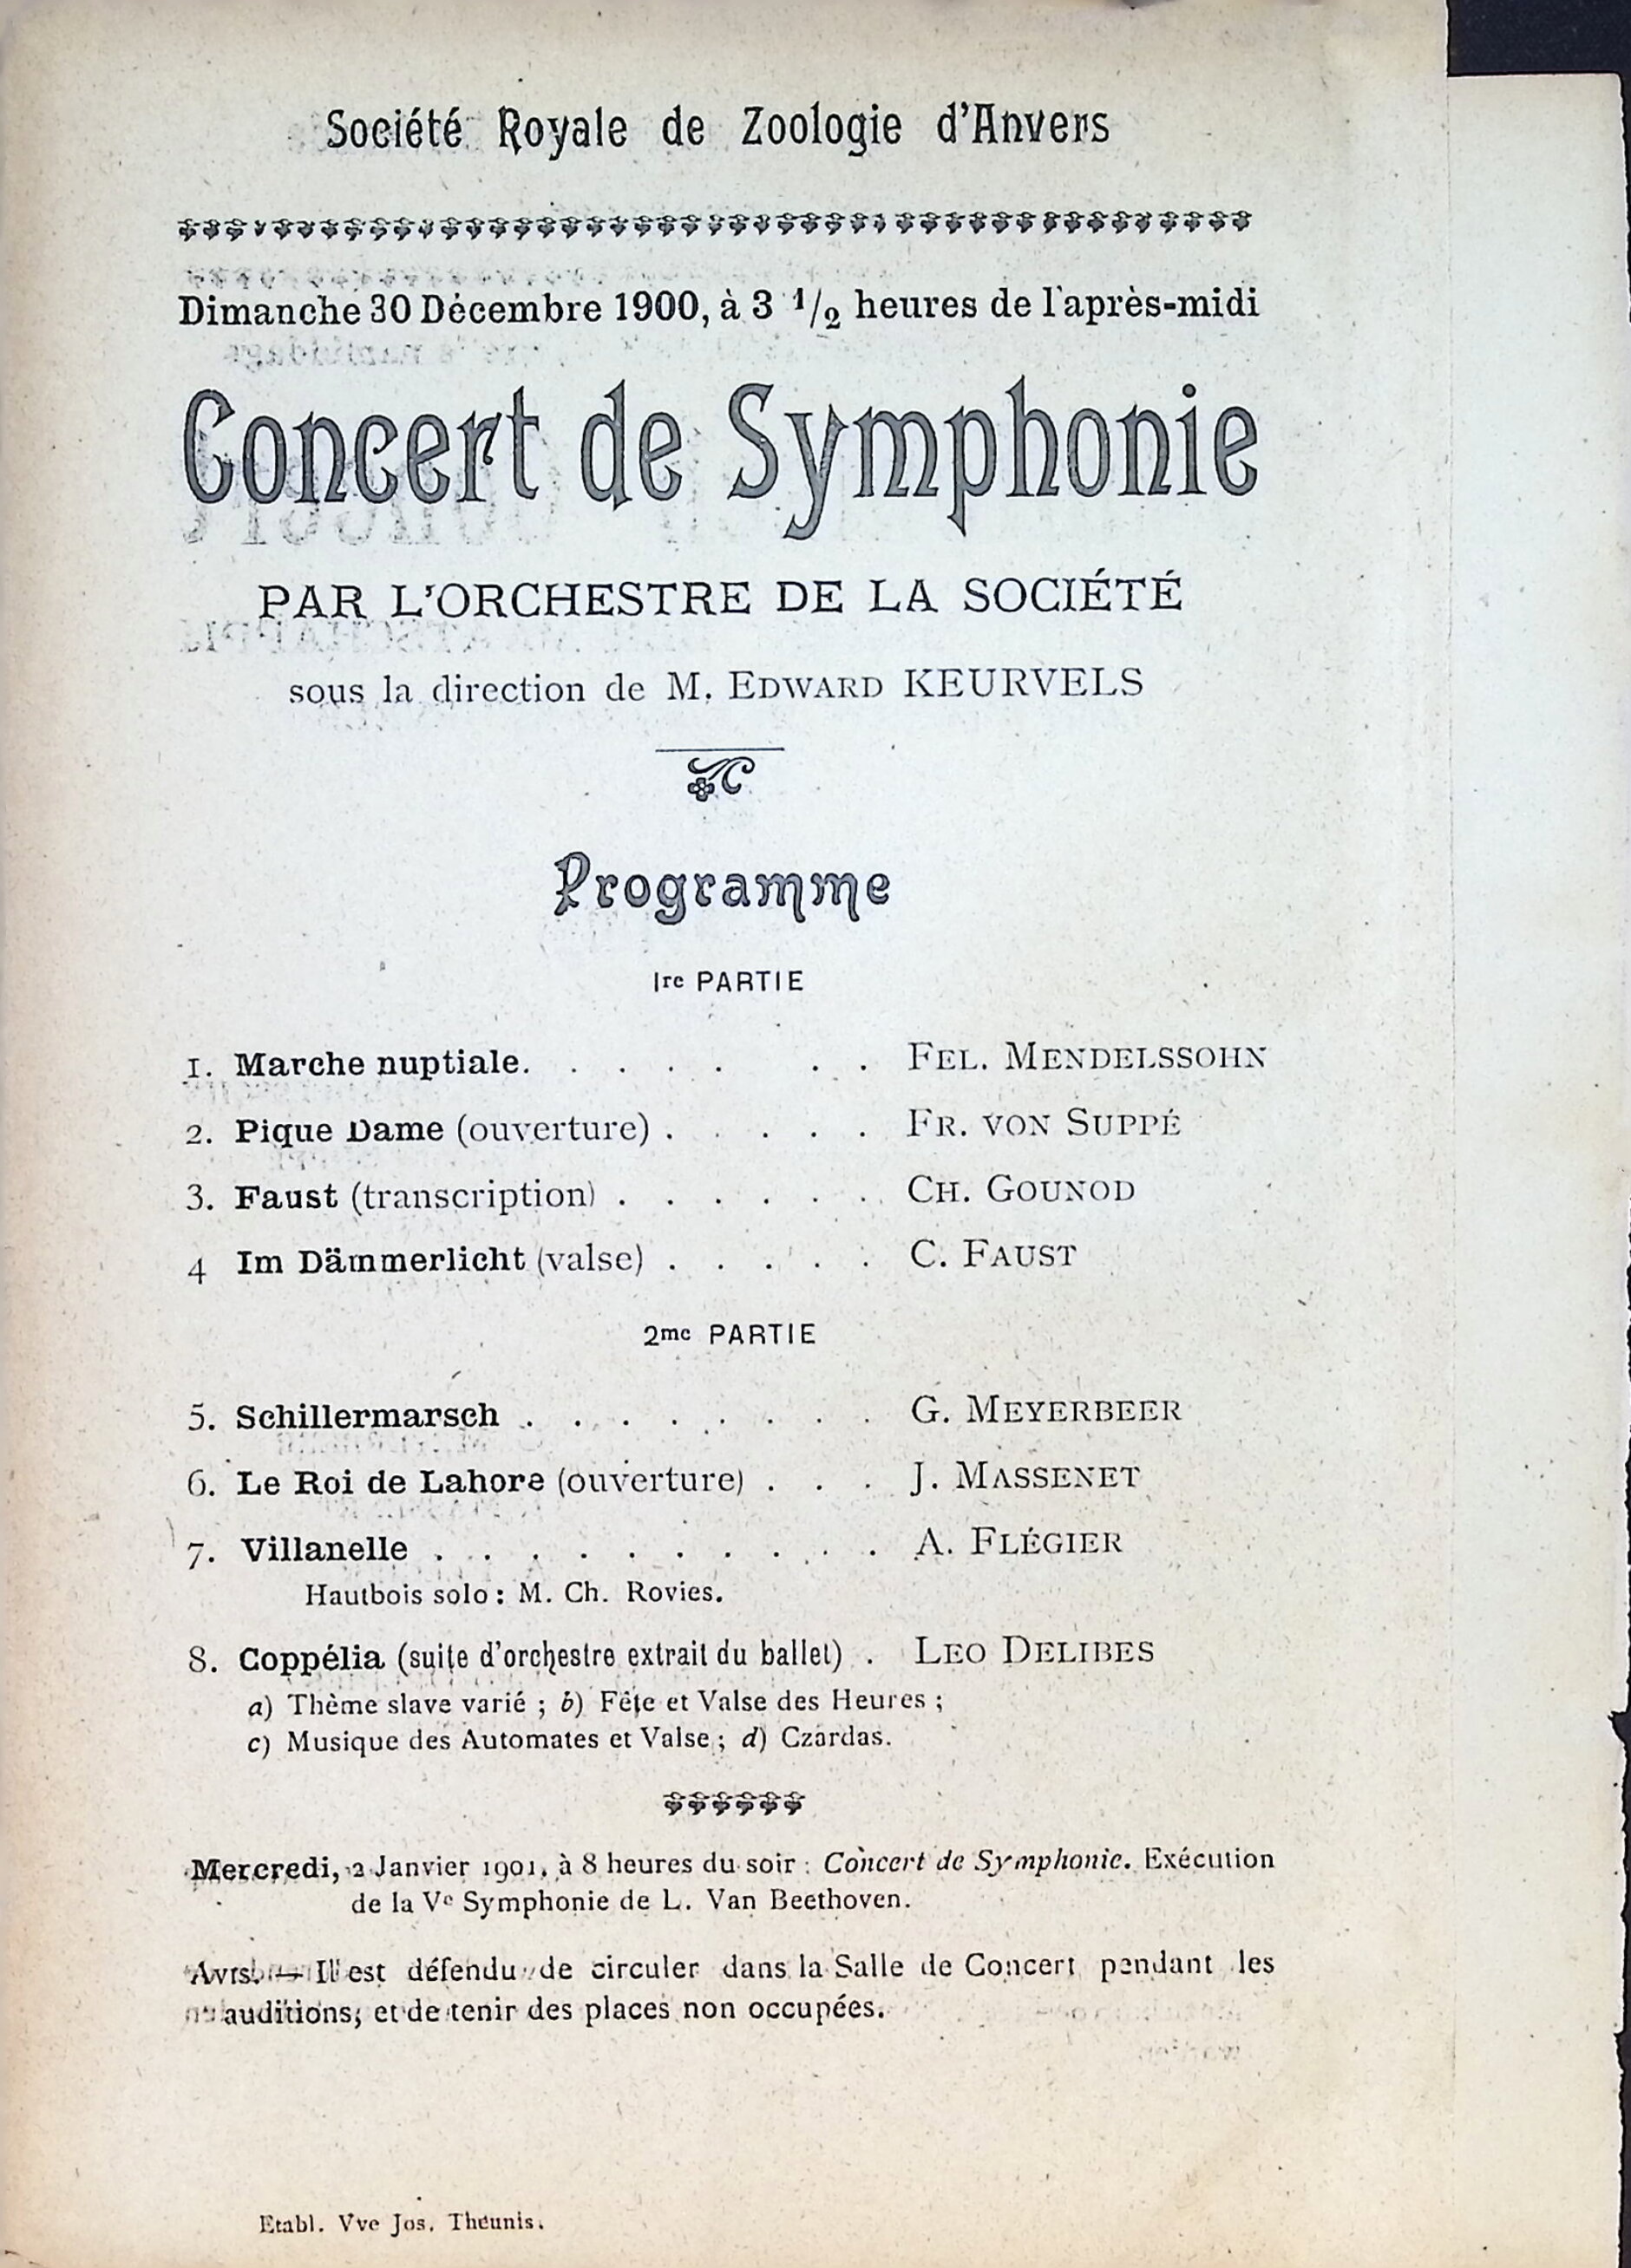 Société Royale de Zoologie d'Anvers
Dimanche 30 Décembre 1900, à 3 1/2 heures de l'après-midi
Concert de Symphonie
PAR L'ORCHESTRE DE LA SOCIÉTÉ
sous la direction de M. EDWARD KEURVELS
Programme
Ire PARTIE
1. Marche nuptiale. . . . . . . FEL. MENDELSSOHN
2. Pique Dame (ouverture) . . . . . FR. VON SUPPÉ
3. Faust (transcription) . . . . . . CH. GOUNOD
4 Im Dämmerlicht (valse) . . . . . C. FAUST
2me PARTIE
5. Schillermarsch . . . . . . . . G. MEYERBEER
6. Le Roi de Lahore (ouverture) . . . J. MASSENET
7. Villanelle . . . . . . . . . . A. FLÉGIER
Hautbois solo : M. Ch. Rovies.
8. Coppélia (suite d'orchestre extrait du ballet) . LEO DELIBES
a) Thème slave varié ; b) Fête et Valse des Heures ;
c) Musique des Automates et Valse ; d) Czardas.
Mercredi, 2 Janvier 1901, à 8 heures du soir : Concert de Symphonie. Exécution
de la Ve Symphonie de L. Van Beethoven.
AVIS. — Il est défendu de circuler dans la Salle de Concert pendant les
auditions, et de tenir des places non occupées.
Etabl. Vve Jos. Theunis.